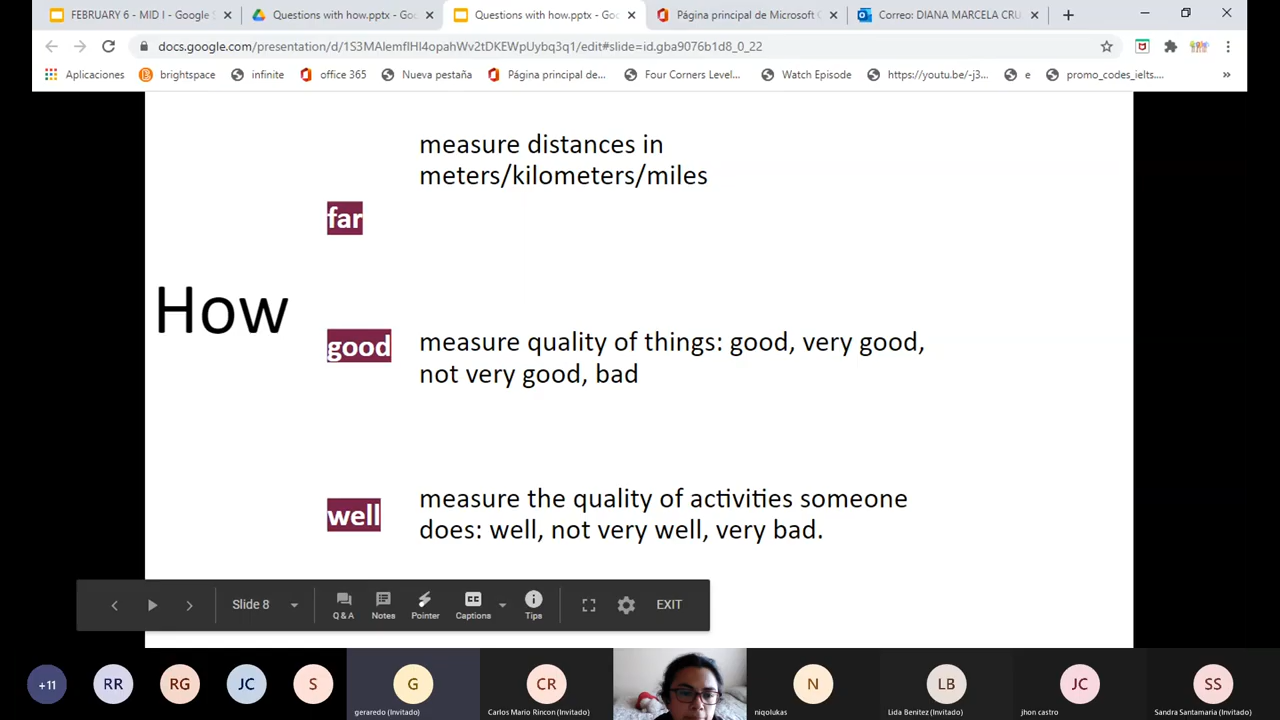 FEBRUARY 6 - MID I - Google S
Questions with how.pptx - Goo
Questions with how.pptx - Goo
Página principal de Microsoft O
Correo: DIANA MARCELA CRU
docs.google.com/presentation/d/1S3MAlemfIHI4opahWv2tDKEWpUybq3q1/edit#slide=id.gba9076b1d8_0_22
Aplicaciones
brightspace
infinite
office 365
Nueva pestaña
Página principal de...
Four Corners Level...
Watch Episode
https://youtu.be/-j3...
e
promo_codes_ielts....
»
measure distances in
meters/kilometers/miles
far
How
good
measure quality of things: good, very good,
not very good, bad
well
measure the quality of activities someone
does: well, not very well, very bad.
Slide 8
Q & A
Notes
Pointer
CC
Captions
Tips
EXIT
+11
RR
RG
JC
S
G
geraredo (Invitado)
CR
Carlos Mario Rincon (Invitado)
N
niqolukas
LB
Lida Benitez (Invitado)
JC
jhon castro
SS
Sandra Santamaria (Invitado)